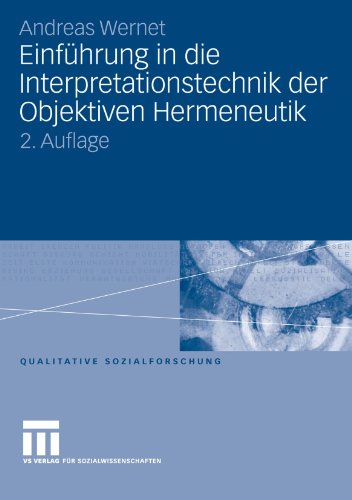 Andreas Wernet
Einführung in die
Interpretationstechnik der
Objektiven Hermeneutik
2. Auflage
QUALITATIVE SOZIALFORSCHUNG
VS VERLAG FÜR SOZIALWISSENSCHAFTEN